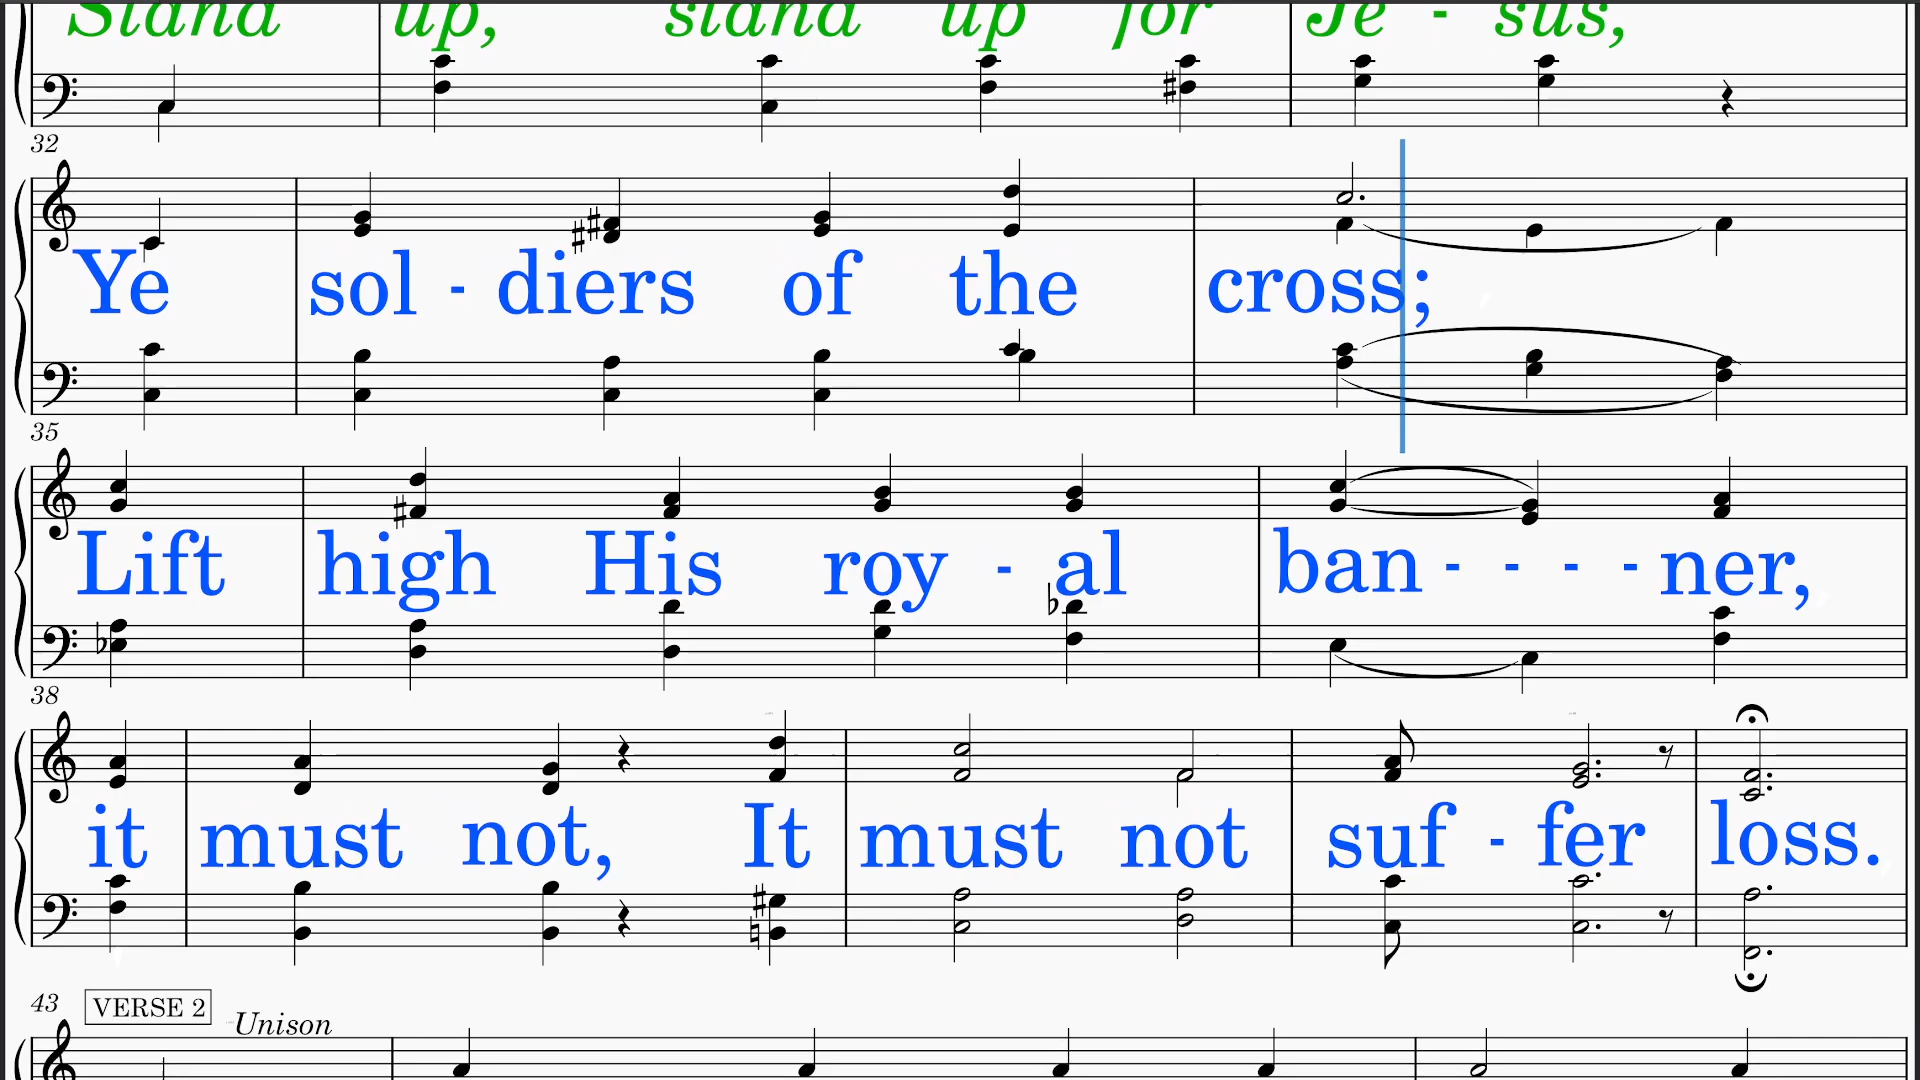 Stand up, stand up for Je - sus,
32
Ye sol - diers of the cross;
35
Lift high His roy - al ban - - - - ner,
38
it must not, It must not suf - fer loss.
43 VERSE 2
Unison